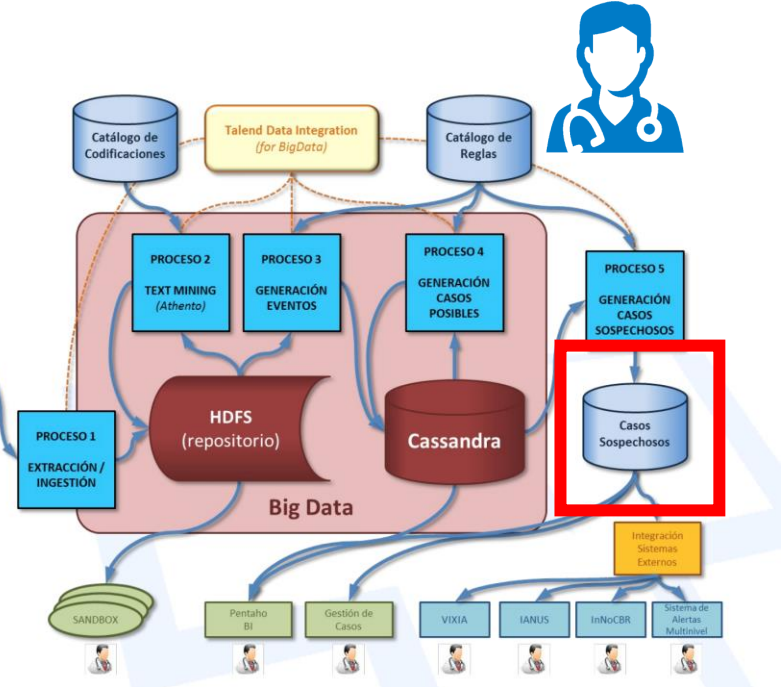 Catálogo de
Codificaciones
Talend Data Integration
(for BigData)
Catálogo de
Reglas
PROCESO 2
TEXT MINING
(Athento)
PROCESO 3
GENERACIÓN
EVENTOS
PROCESO 4
GENERACIÓN
CASOS
POSIBLES
PROCESO 5
GENERACIÓN
CASOS
SOSPECHOSOS
PROCESO 1
EXTRACCIÓN /
INGESTIÓN
HDFS
(repositorio)
Cassandra
Casos
Sospechosos
Big Data
Integración
Sistemas
Externos
SANDBOX
Pentaho
BI
Gestión de
Casos
VIXIA
IANUS
InNoCBR
Sistema de
Alertas
Multinivel